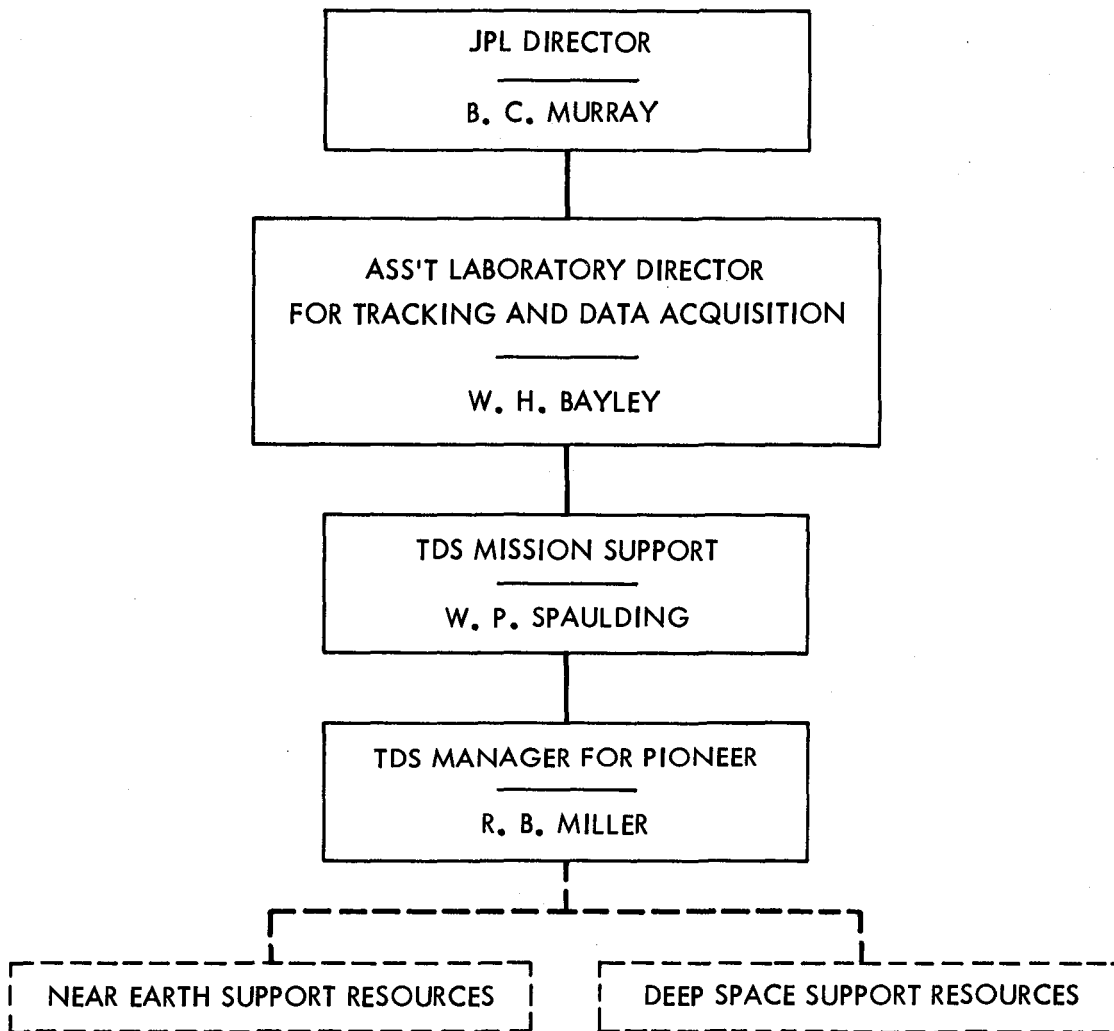 JPL DIRECTOR
B. C. MURRAY
ASS'T LABORATORY DIRECTOR
FOR TRACKING AND DATA ACQUISITION
W. H. BAYLEY
TDS MISSION SUPPORT
W. P. SPAULDING
TDS MANAGER FOR PIONEER
R. B. MILLER
NEAR EARTH SUPPORT RESOURCES
DEEP SPACE SUPPORT RESOURCES